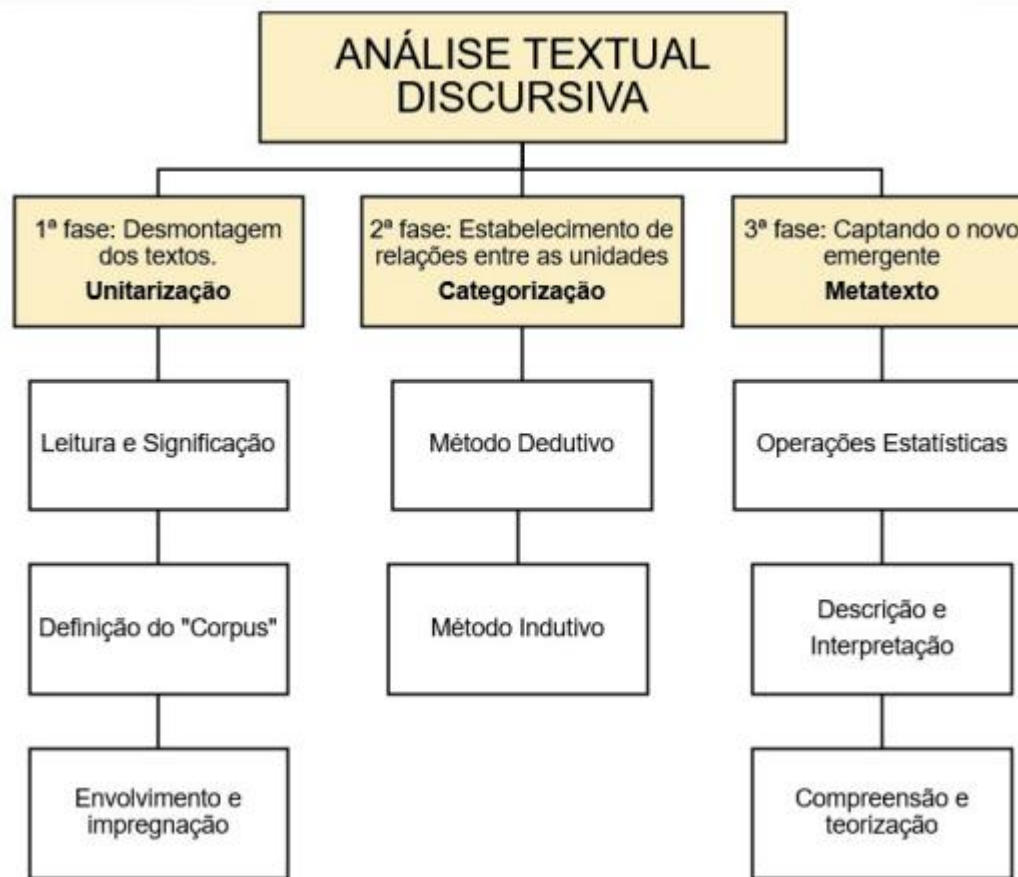 ANÁLISE TEXTUAL
DISCURSIVA
1ª fase: Desmontagem
dos textos.
Unitarização
2ª fase: Estabelecimento de
relações entre as unidades
Categorização
3ª fase: Captando o novo
emergente
Metatexto
Leitura e Significação
Método Dedutivo
Operações Estatísticas
Definição do "Corpus"
Método Indutivo
Descrição e
Interpretação
Envolvimento e
impregnação
Compreensão e
teorização